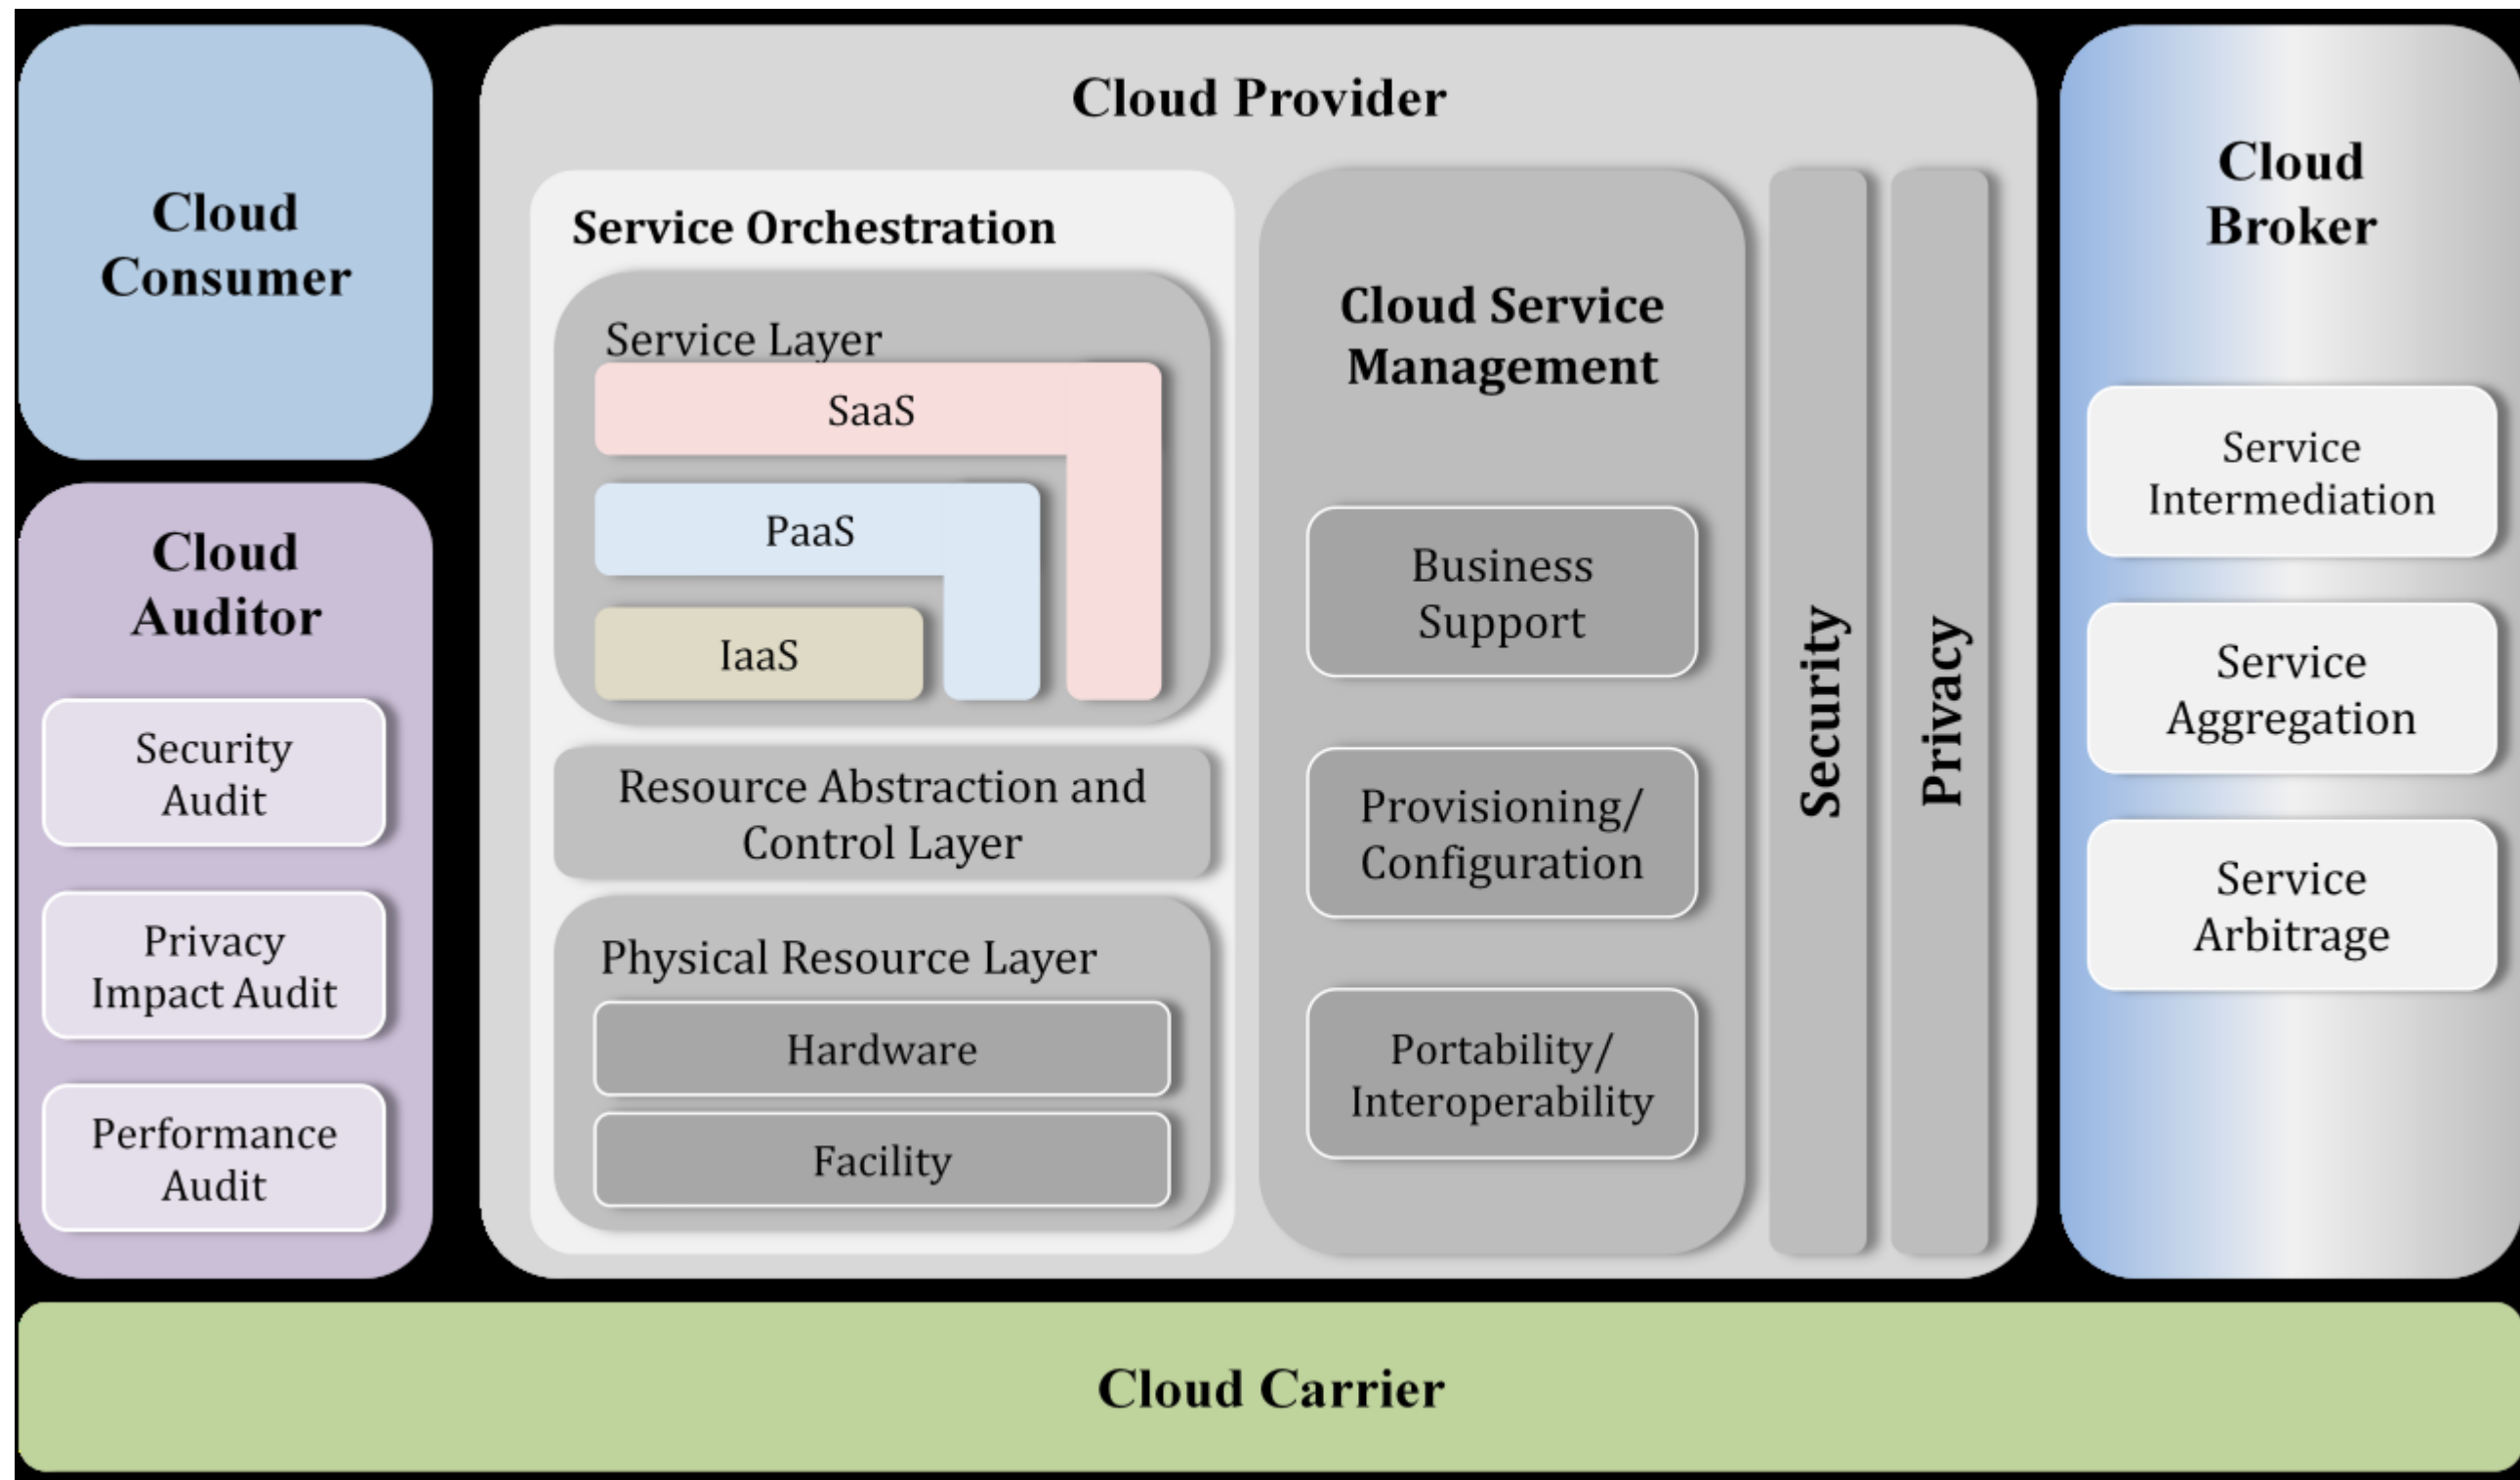 Cloud
Consumer
Cloud
Auditor
Security
Audit
Privacy
Impact Audit
Performance
Audit
Cloud Provider
Service Orchestration
Service Layer
SaaS
PaaS
IaaS
Resource Abstraction and
Control Layer
Physical Resource Layer
Hardware
Facility
Cloud Service
Management
Business
Support
Provisioning/
Configuration
Portability/
Interoperability
Security
Privacy
Cloud
Broker
Service
Intermediation
Service
Aggregation
Service
Arbitrage
Cloud Carrier